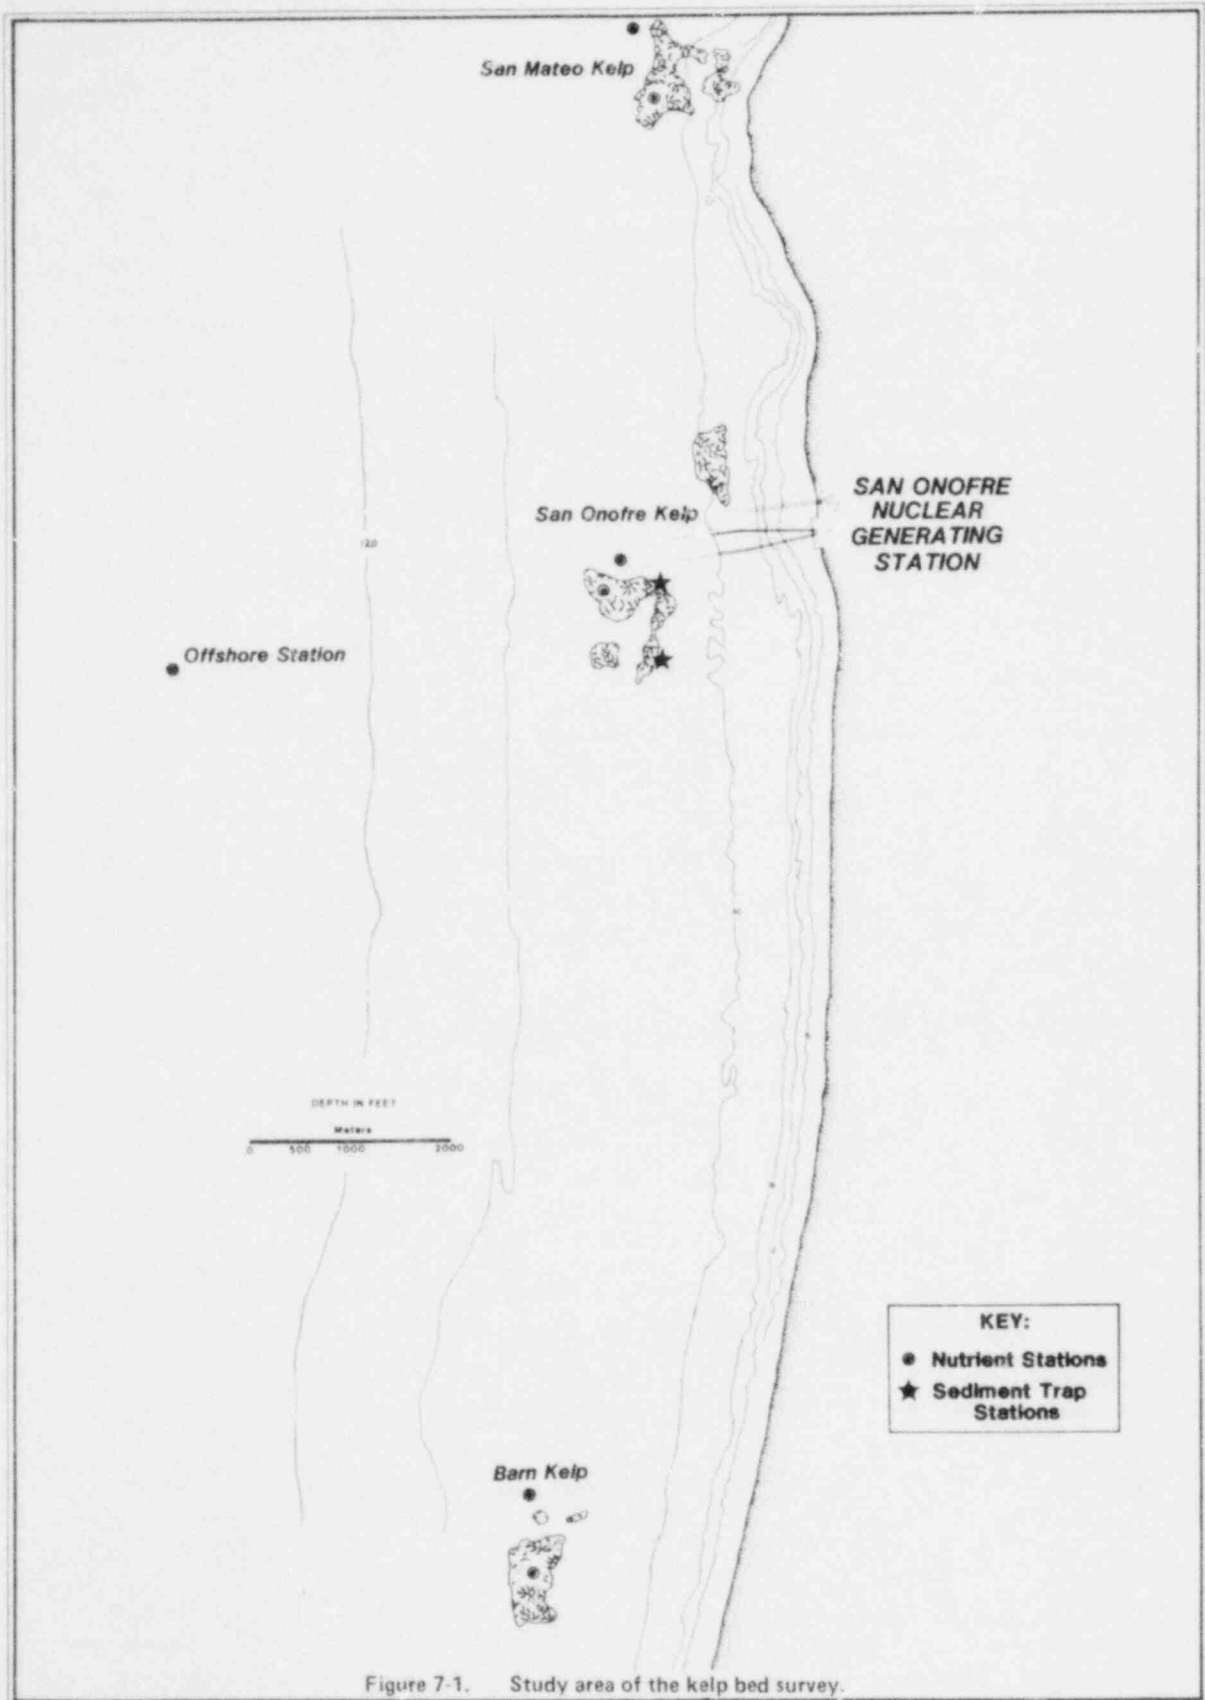 San Mateo Kelp
SAN ONOFRE
NUCLEAR
GENERATING
STATION
San Onofre Kelp
120
Offshore Station
DEPTH IN FEET
Meters
0 500 1000 2000
KEY:
Nutrient Stations
Sediment Trap
Stations
Barn Kelp
Figure 7-1. Study area of the kelp bed survey.